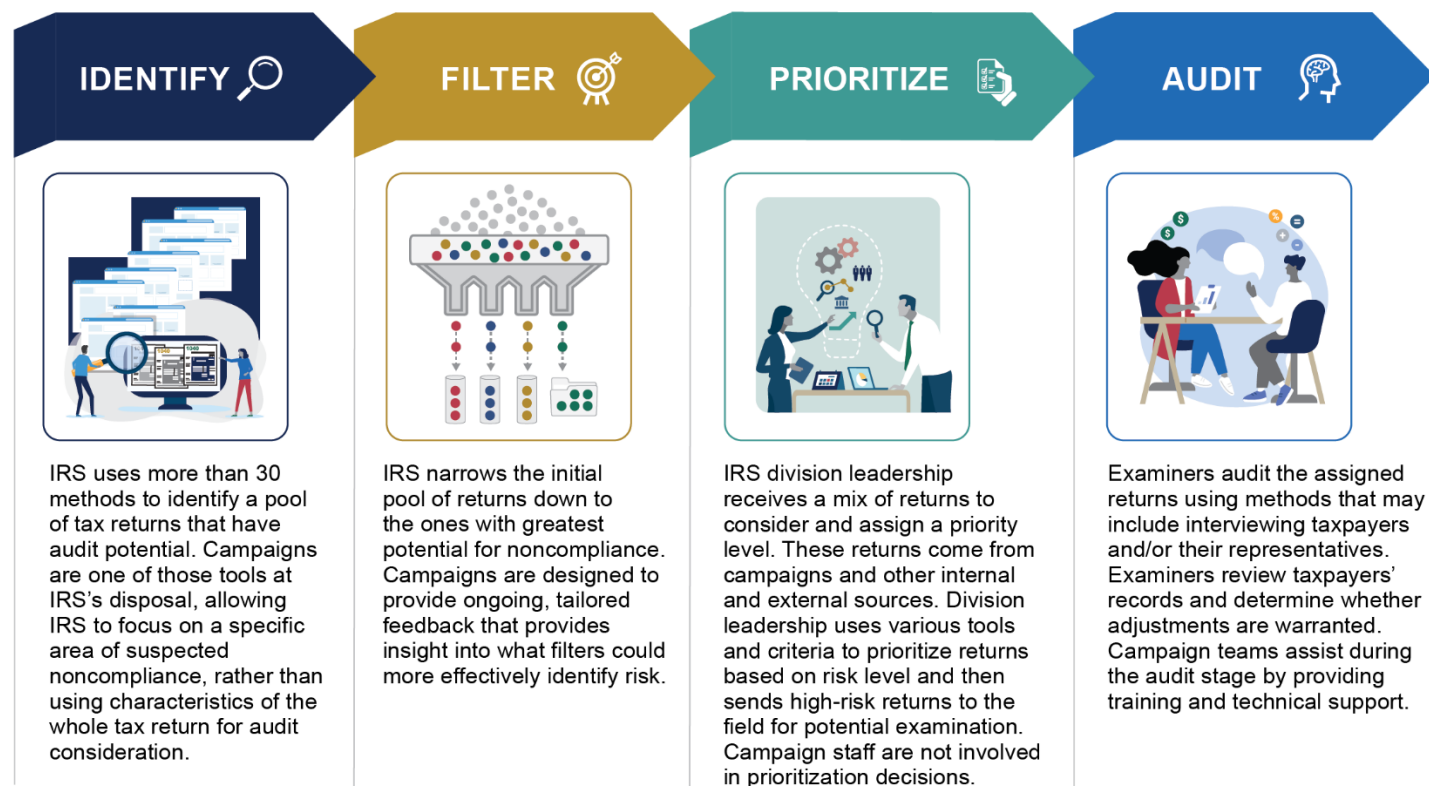 IDENTIFY
FILTER
PRIORITIZE
AUDIT
1040
1040
IRS uses more than 30
methods to identify a pool
of tax returns that have
audit potential. Campaigns
are one of those tools at
IRS’s disposal, allowing
IRS to focus on a specific
area of suspected
noncompliance, rather than
using characteristics of the
whole tax return for audit
consideration.
IRS narrows the initial
pool of returns down to
the ones with greatest
potential for noncompliance.
Campaigns are designed to
provide ongoing, tailored
feedback that provides
insight into what filters could
more effectively identify risk.
IRS division leadership
receives a mix of returns to
consider and assign a priority
level. These returns come from
campaigns and other internal
and external sources. Division
leadership uses various tools
and criteria to prioritize returns
based on risk level and then
sends high-risk returns to the
field for potential examination.
Campaign staff are not involved
in prioritization decisions.
$
$
%
=
+
−
Examiners audit the assigned
returns using methods that may
include interviewing taxpayers
and/or their representatives.
Examiners review taxpayers’
records and determine whether
adjustments are warranted.
Campaign teams assist during
the audit stage by providing
training and technical support.